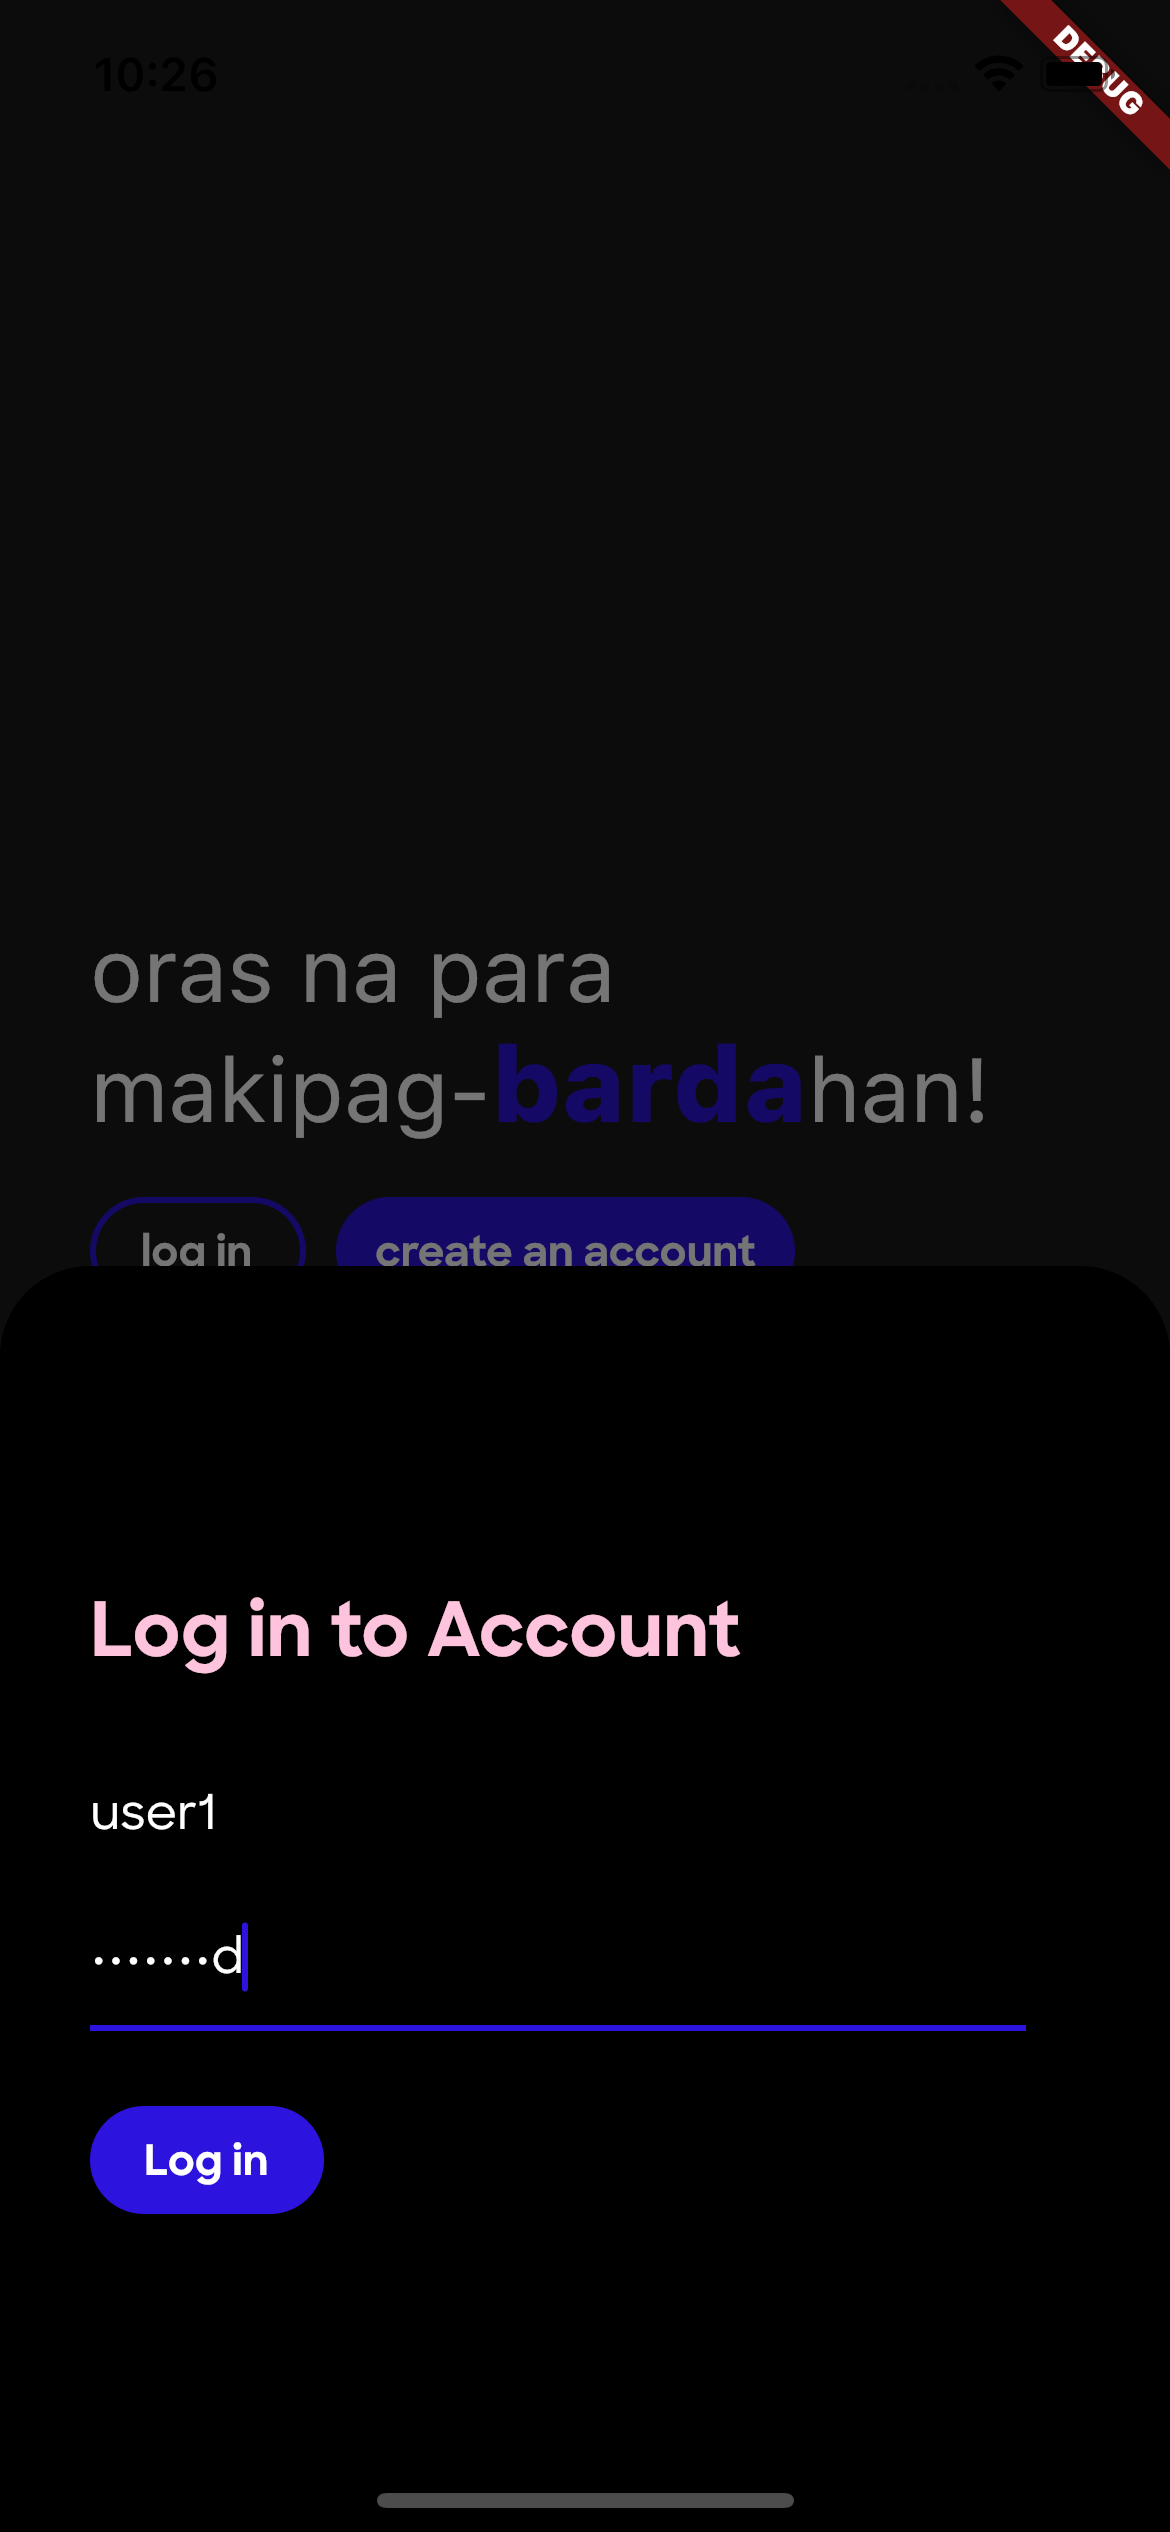 10:26
DEBUG
oras na para
makipag-bardahan!
log in
create an account
Log in to Account
user1
•••••••d
Log in